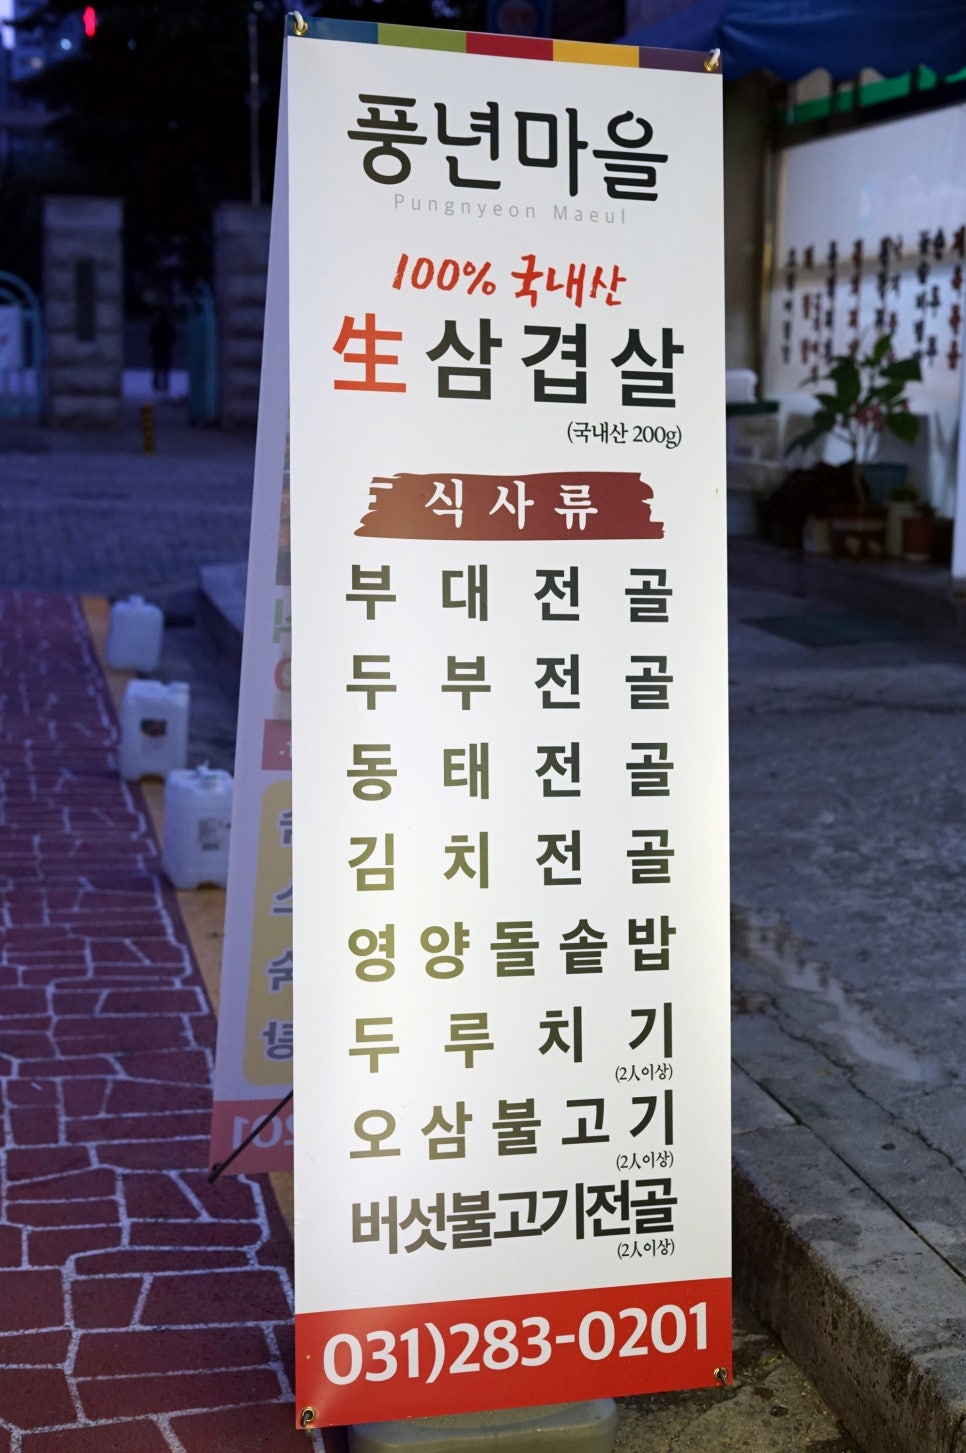 풍년마을
Pungnyeon Maeul
100% 국내산
生삼겹살
(국내산 200g)
식사류
부대전골
두부전골
동태전골
김치전골
영양돌솥밥
두루치기
(2人이상)
오삼불고기
(2人이상)
버섯불고기전골
(2人이상)
031)283-0201